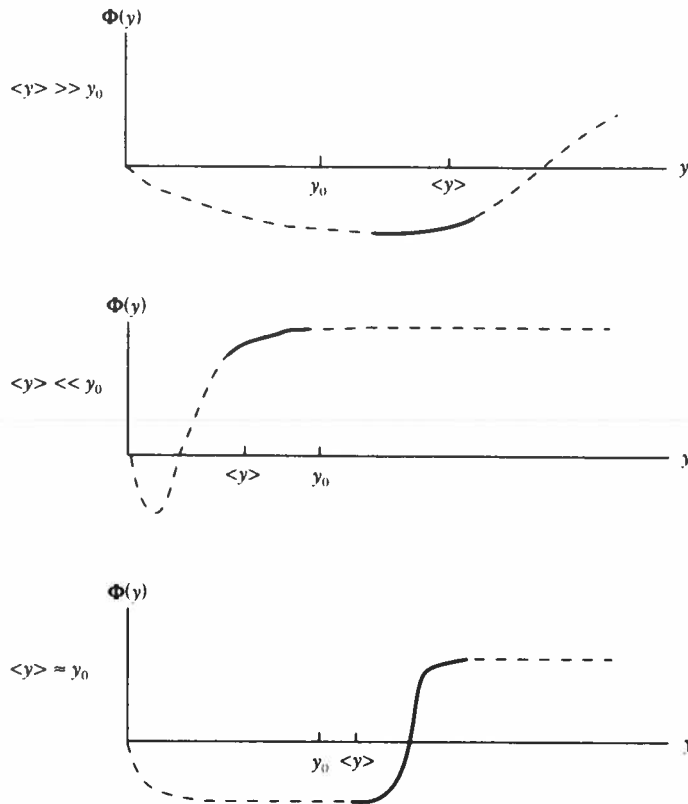 Φ(y)
<y> >> y₀
y₀ <y> y
Φ(y)
<y> << y₀
<y> y₀ y
Φ(y)
<y> ≈ y₀
y₀ <y> y